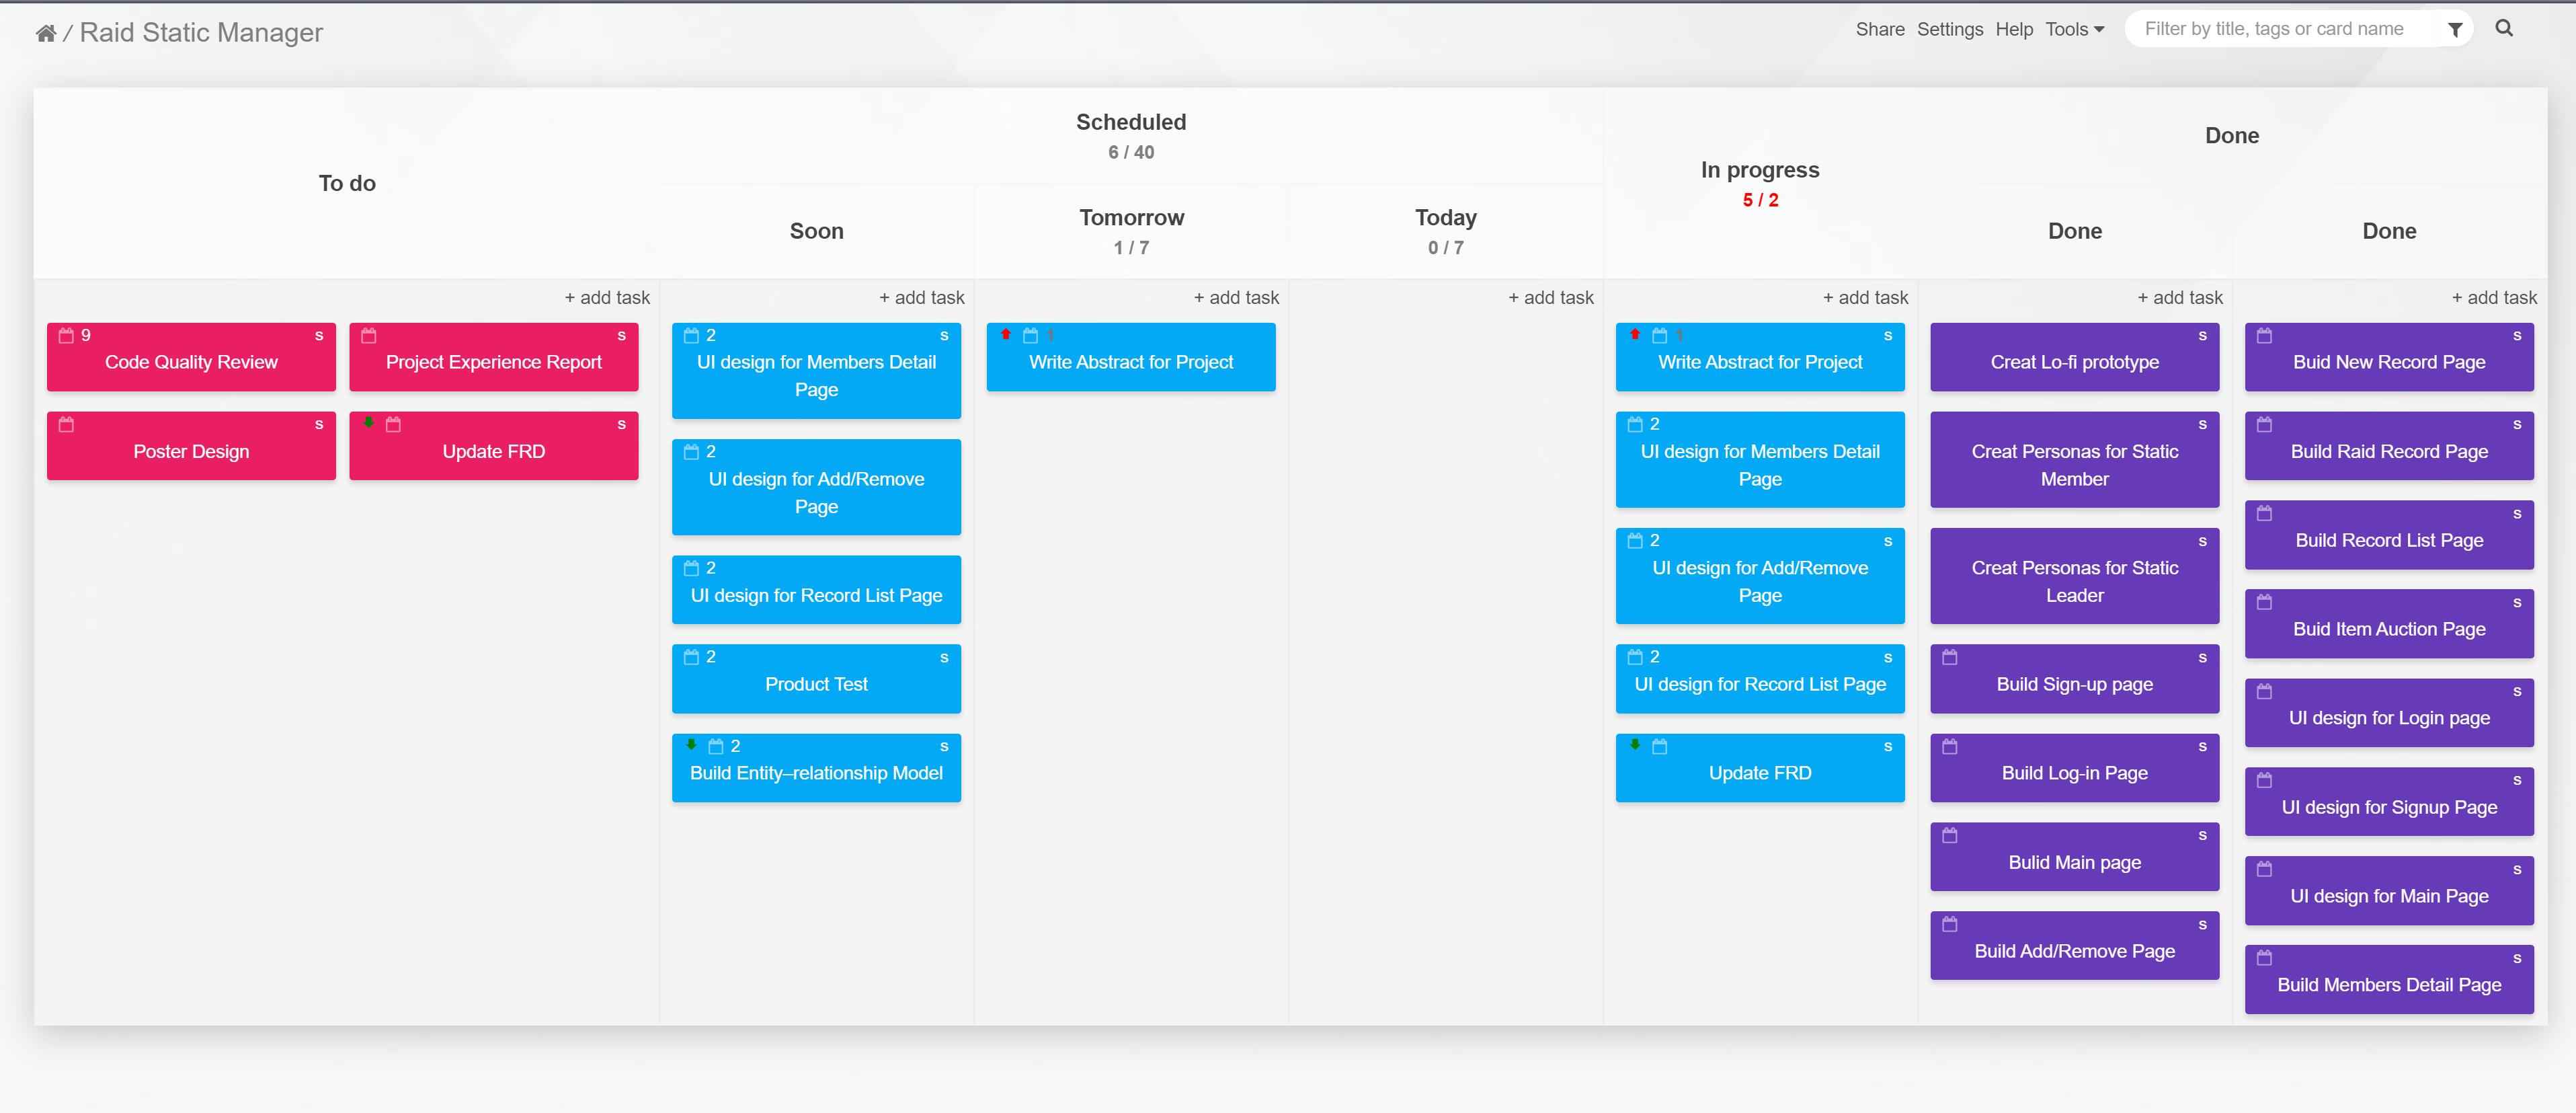 / Raid Static Manager
Share Settings Help Tools
Filter by title, tags or card name
To do
Scheduled
6 / 40
Soon
Tomorrow
1 / 7
Today
0 / 7
In progress
5 / 2
Done
Done
Done
+ add task
+ add task
+ add task
+ add task
+ add task
+ add task
+ add task
9 s
Code Quality Review
s
Project Experience Report
s
Poster Design
s
Update FRD
2 s
UI design for Members Detail
Page
2
UI design for Add/Remove
Page
2
UI design for Record List Page
2 s
Product Test
2 s
Build Entity–relationship Model
Write Abstract for Project
s
Write Abstract for Project
2
UI design for Members Detail
Page
2 s
UI design for Add/Remove
Page
2 s
UI design for Record List Page
s
Update FRD
s
Creat Lo-fi prototype
s
Creat Personas for Static
Member
s
Creat Personas for Static
Leader
s
Build Sign-up page
s
Build Log-in Page
s
Bulid Main page
s
Build Add/Remove Page
s
Buid New Record Page
s
Build Raid Record Page
s
Build Record List Page
s
Buid Item Auction Page
s
UI design for Login page
s
UI design for Signup Page
s
UI design for Main Page
s
Build Members Detail Page